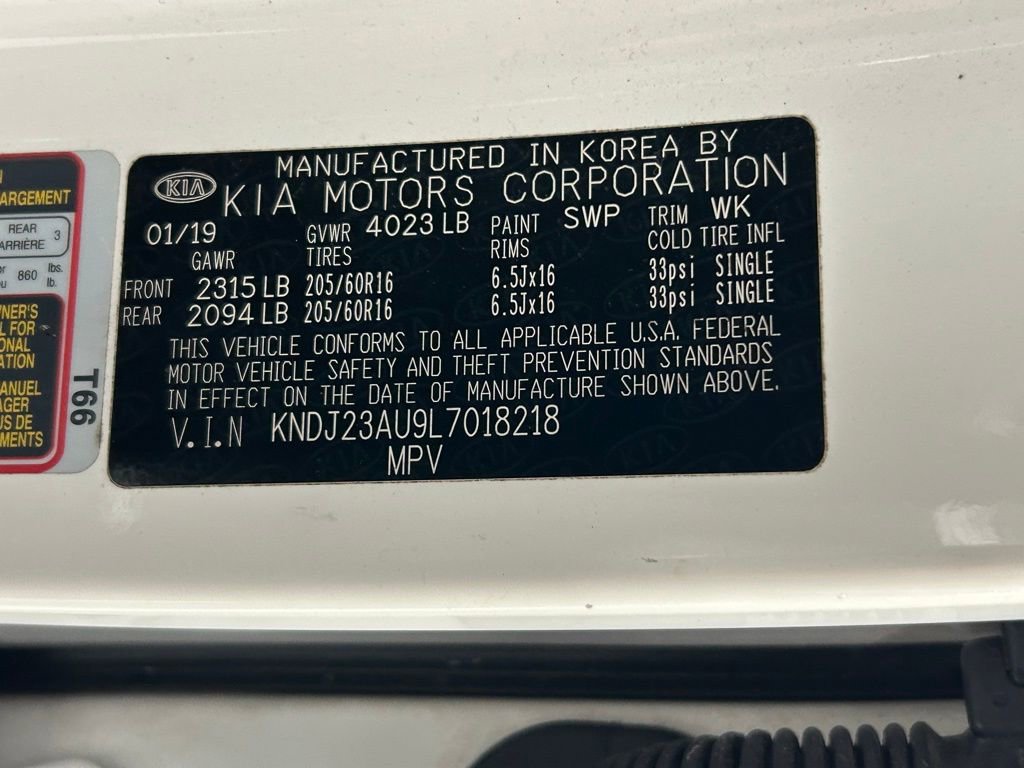 MANUFACTURED IN KOREA BY
KIA KIA MOTORS CORPORATION
01/19 GVWR 4023 LB PAINT SWP TRIM WK
GAWR TIRES RIMS COLD TIRE INFL
FRONT 2315 LB 205/60R16 6.5Jx16 33psi SINGLE
REAR 2094 LB 205/60R16 6.5Jx16 33psi SINGLE
THIS VEHICLE CONFORMS TO ALL APPLICABLE U.S.A. FEDERAL
MOTOR VEHICLE SAFETY AND THEFT PREVENTION STANDARDS
IN EFFECT ON THE DATE OF MANUFACTURE SHOWN ABOVE.
V.I.N KNDJ23AU9L7018218
MPV
ARGEMENT
REAR
ARRIÈRE 3
860 lbs.
lb.
NER'S
L FOR
ONAL
ATION
MANUEL
AGER
US DE
MENTS
T66